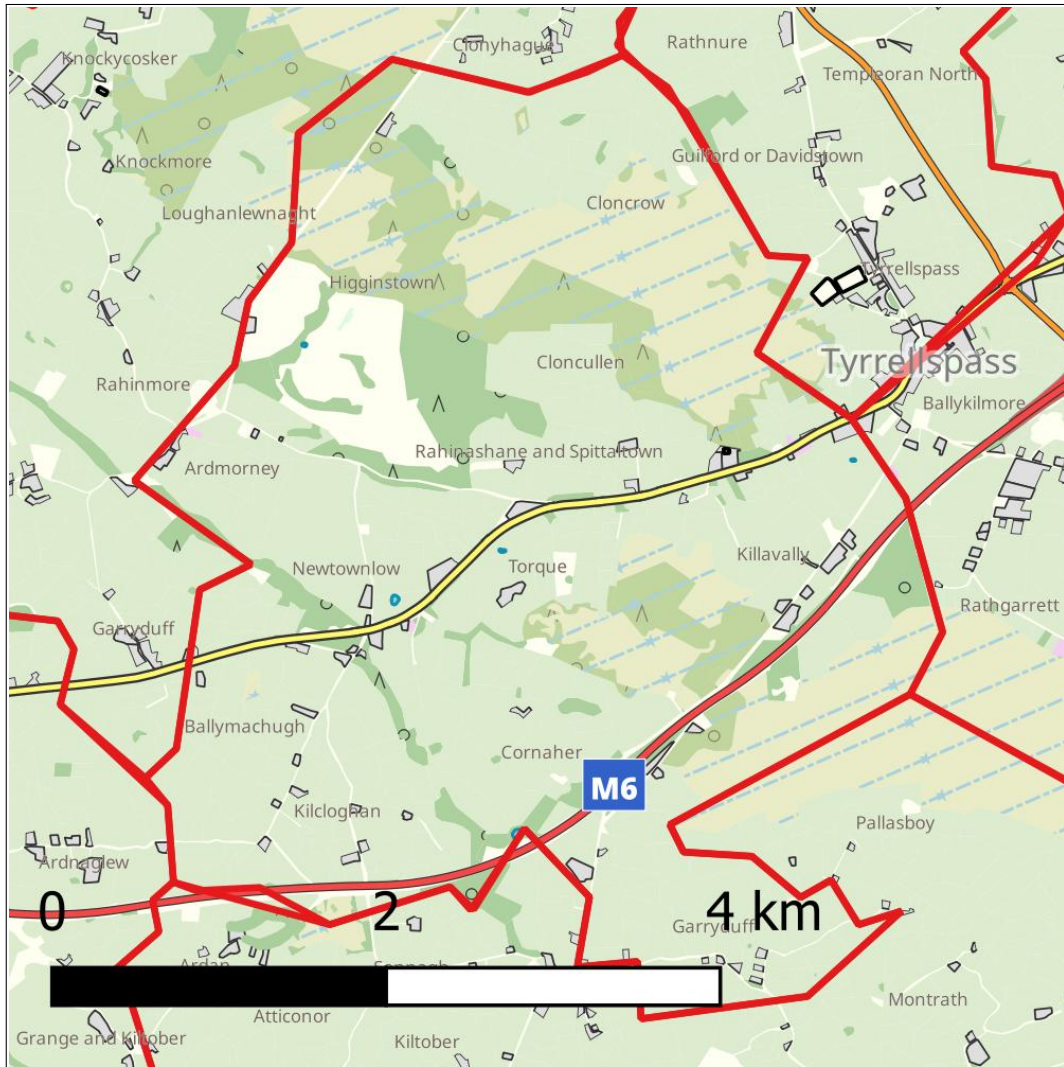 Clonyhague
Rathnure
Knockycosker
Templeoran North
Knockmore
Guilford or Davidstown
Loughanlewnaght
Cloncrow
Tyrrellspass
Higginstown
Cloncullen
Tyrrellspass
Rahinmore
Ballykilmore
Rahinashane and Spittaltown
Ardmorney
Killavally
Newtownlow
Torque
Rathgarrett
Garryduff
Ballymachugh
Cornaher
M6
Kilcloghan
Pallasboy
Ardnaglew
0 2 4 km
Garryduff
Ardan
Sonnagh
Montrath
Atticonor
Grange and Kiltober
Kiltober